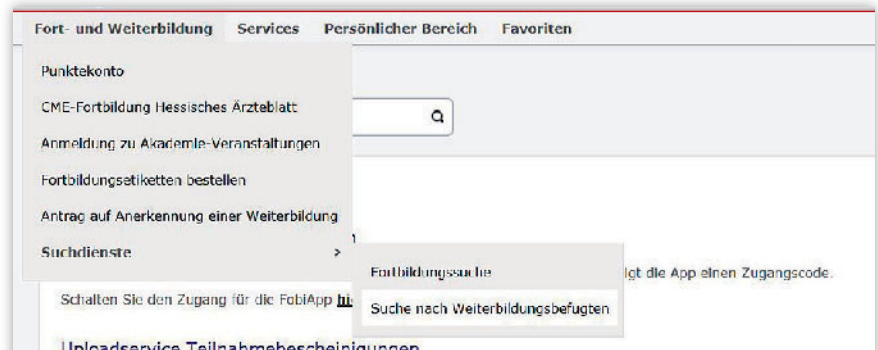 Fort- und Weiterbildung Services Persönlicher Bereich Favoriten
Punktekonto
CME-Fortbildung Hessisches Ärzteblatt
Anmeldung zu Akademie-Veranstaltungen
Fortbildungsetiketten bestellen
Antrag auf Anerkennung einer Weiterbildung
Suchdienste >
Fortbildungssuche
lgt die App einen Zugangscode.
Schalten Sie den Zugang für die FobiApp
Suche nach Weiterbildungsbefugten
Uploadservice Teilnahmebescheinigungen